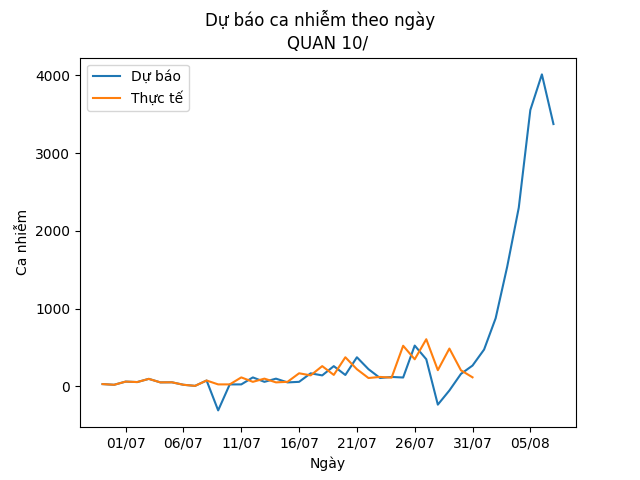 Dự báo ca nhiễm theo ngày
QUAN 10/
Dự báo
Thực tế
4000
3000
2000
1000
0
Ca nhiễm
01/07 06/07 11/07 16/07 21/07 26/07 31/07 05/08
Ngày